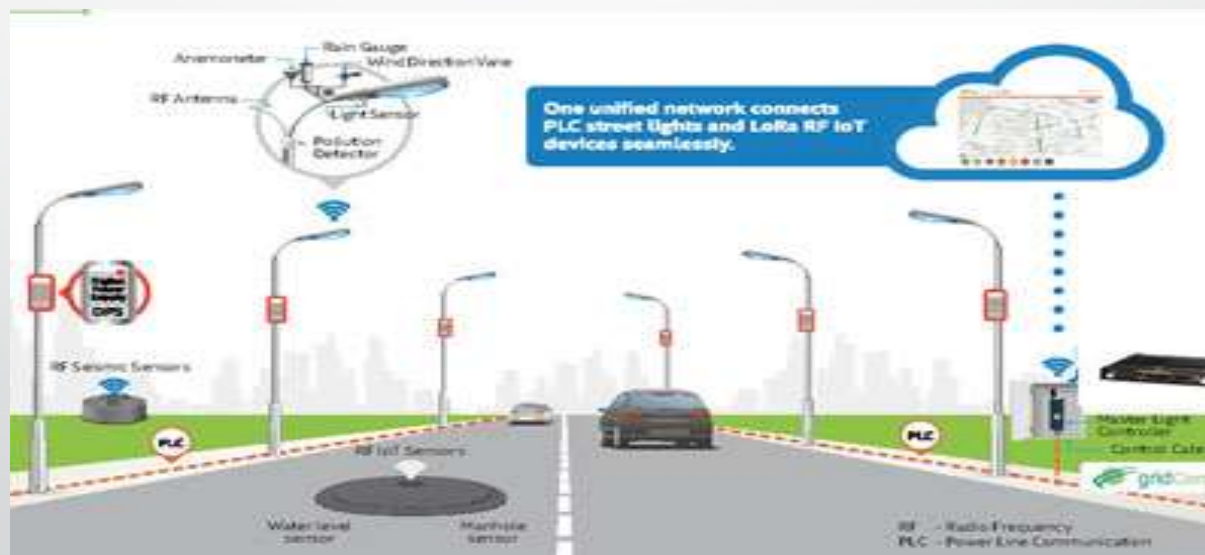 Rain Gauge
Anemometer
Wind Direction Vane
RF Antenna
Light Sensor
Pollution
Detector
One unified network connects
PLC street lights and LoRa RF IoT
devices seamlessly.
RF Seismic Sensors
PLC
PLC
RF IoT Sensors
Master Light
Controller
Control
grid
Water level
sensor
Manhole
sensor
RF - Radio Frequency
PLC - Power Line Communication